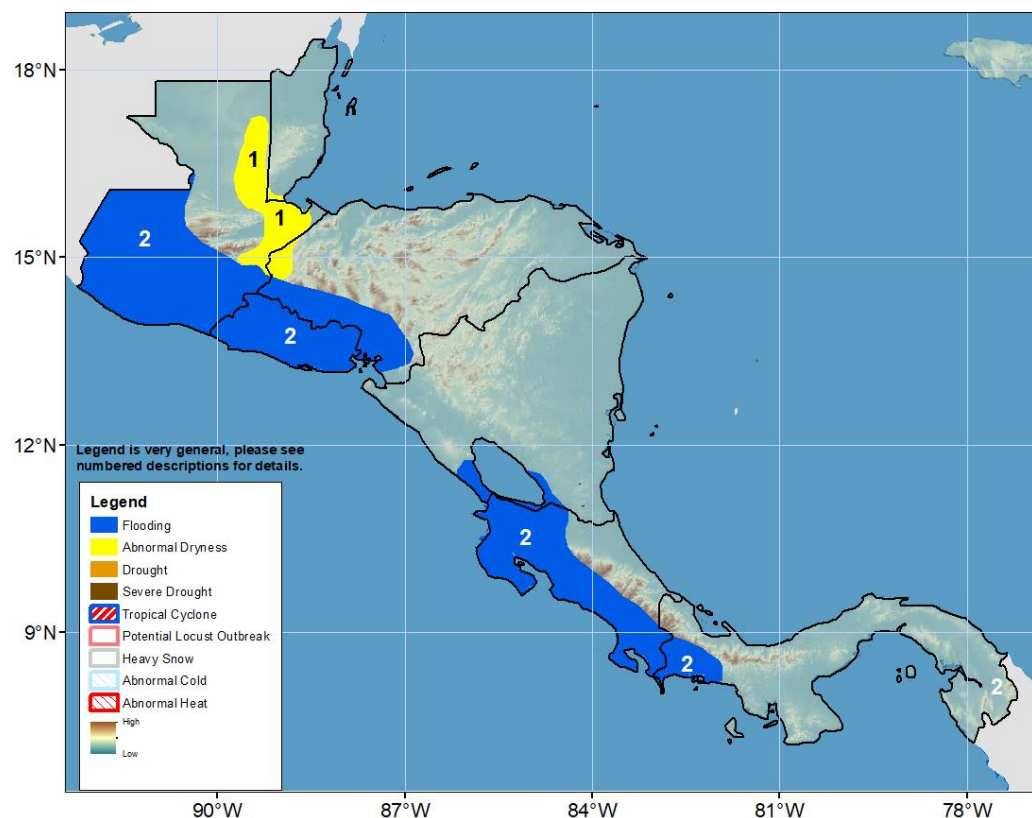 18°N
1
2
1
15°N
2
12°N
Legend is very general, please see
numbered descriptions for details.
Legend
Flooding
Abnormal Dryness
Drought
Severe Drought
Tropical Cyclone
Potential Locust Outbreak
Heavy Snow
Abnormal Cold
Abnormal Heat
High
Low
2
9°N
2
2
90°W
87°W
84°W
81°W
78°W